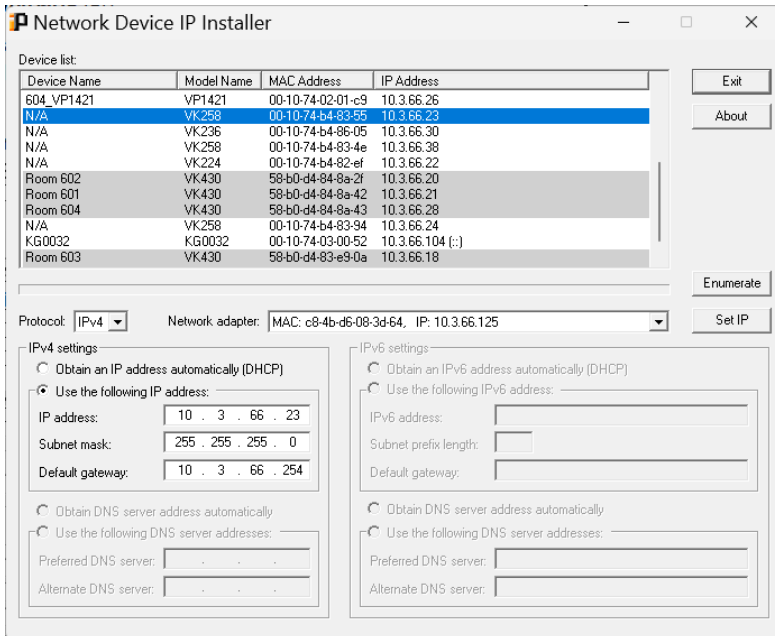 Network Device IP Installer
Device list:
Device Name Model Name MAC Address IP Address
604_VP1421 VP1421 00-10-74-02-01-c9 10.3.66.26
N/A VK258 00-10-74-b4-83-55 10.3.66.23
N/A VK236 00-10-74-b4-86-05 10.3.66.30
N/A VK258 00-10-74-b4-83-4e 10.3.66.38
N/A VK224 00-10-74-b4-82-ef 10.3.66.22
Room 602 VK430 58-b0-d4-84-8a-2f 10.3.66.20
Room 601 VK430 58-b0-d4-84-8a-42 10.3.66.21
Room 604 VK430 58-b0-d4-84-8a-43 10.3.66.28
N/A VK258 00-10-74-b4-83-94 10.3.66.24
KG0032 KG0032 00-10-74-03-00-52 10.3.66.104 (::)
Room 603 VK430 58-b0-d4-83-e9-0a 10.3.66.18
Exit
About
Enumerate
Protocol: IPv4 Network adapter: MAC: c8-4b-d6-08-3d-64, IP: 10.3.66.125 Set IP
IPv4 settings
Obtain an IP address automatically (DHCP)
Use the following IP address:
IP address: 10 . 3 . 66 . 23
Subnet mask: 255 . 255 . 255 . 0
Default gateway: 10 . 3 . 66 . 254
Obtain DNS server address automatically
Use the following DNS server addresses:
Preferred DNS server: . . .
Alternate DNS server: . . .
IPv6 settings
Obtain an IPv6 address automatically (DHCP)
Use the following IPv6 address:
IPv6 address:
Subnet prefix length:
Default gateway:
Obtain DNS server address automatically
Use the following DNS server addresses:
Preferred DNS server:
Alternate DNS server: